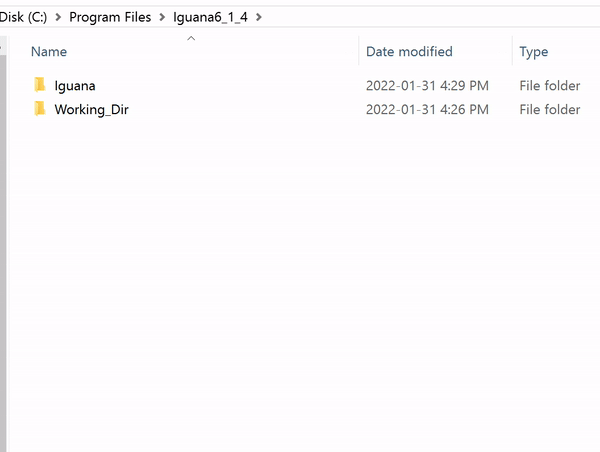 Disk (C:) > Program Files > Iguana6_1_4 >
Name Date modified Type
Iguana 2022-01-31 4:29 PM File folder
Working_Dir 2022-01-31 4:26 PM File folder